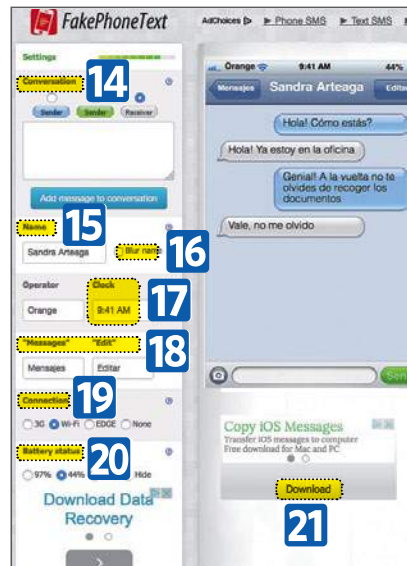 FakePhoneText
AdChoices ▶ Phone SMS ▶ Text SMS
Settings
Conversation
14
Sender Sender Receiver
Add message to conversation
Name
15
Sandra Arteaga
Blur name
16
Operator Clock
17
Orange 9:41 AM
"Messages" "Edit"
18
Mensajes Editar
Connection
19
3G Wi-Fi EDGE None
Battery status
20
97% 44% Hide
Download Data
Recovery
Orange 9:41 AM 44%
Mensajes Sandra Arteaga Editar
Hola! Cómo estás?
Hola! Ya estoy en la oficina
Genial! A la vuelta no te
olvides de recoger los
documentos
Vale, no me olvido
Copy iOS Messages
Transfer iOS messages to computer
Free download for Mac and PC
Download
21